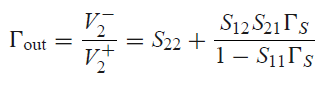 Γout = V2− / V2+ = S22 + S12S21ΓS / 1 − S11ΓS